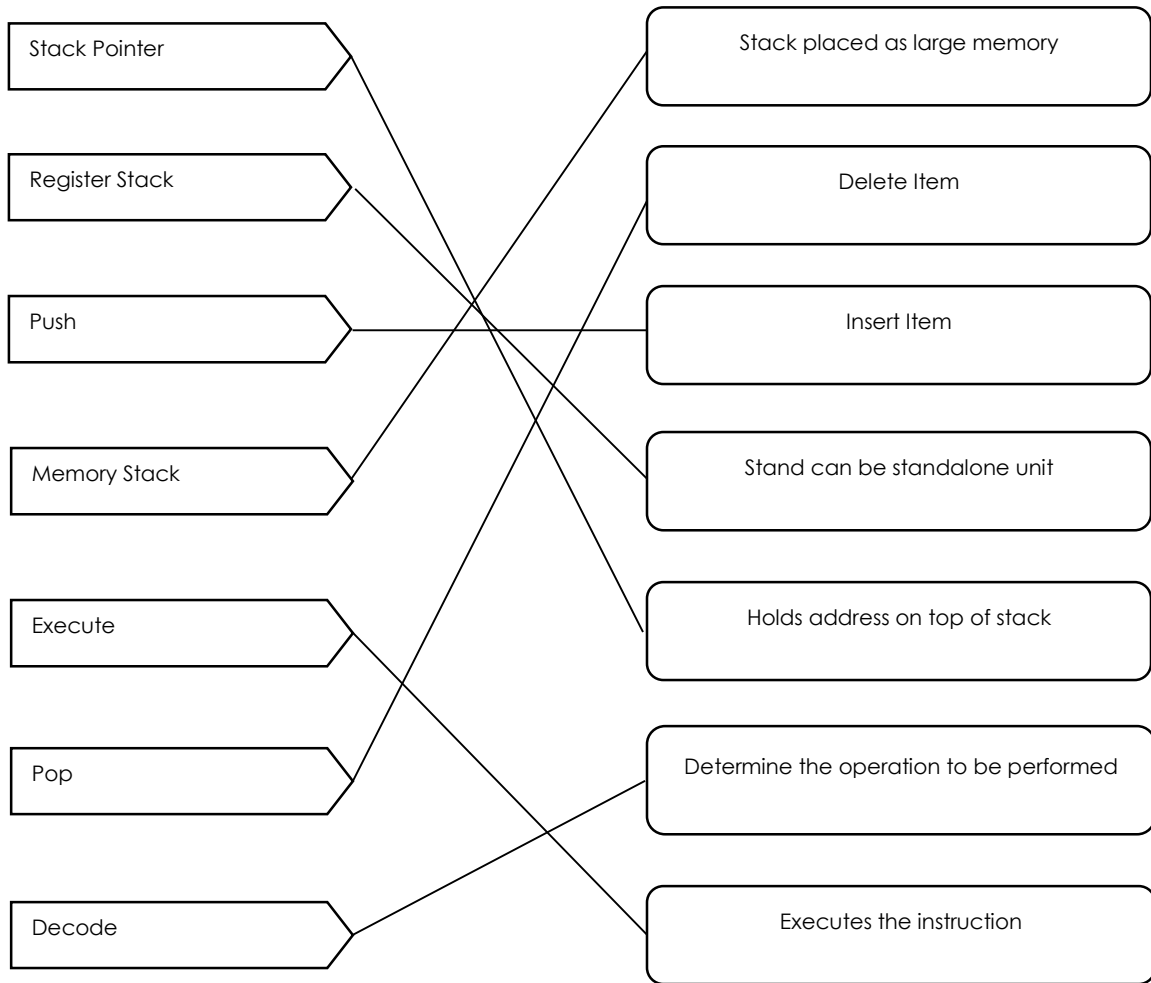 Stack Pointer
Stack placed as large memory
Register Stack
Delete Item
Push
Insert Item
Memory Stack
Stand can be standalone unit
Execute
Holds address on top of stack
Pop
Determine the operation to be performed
Decode
Executes the instruction